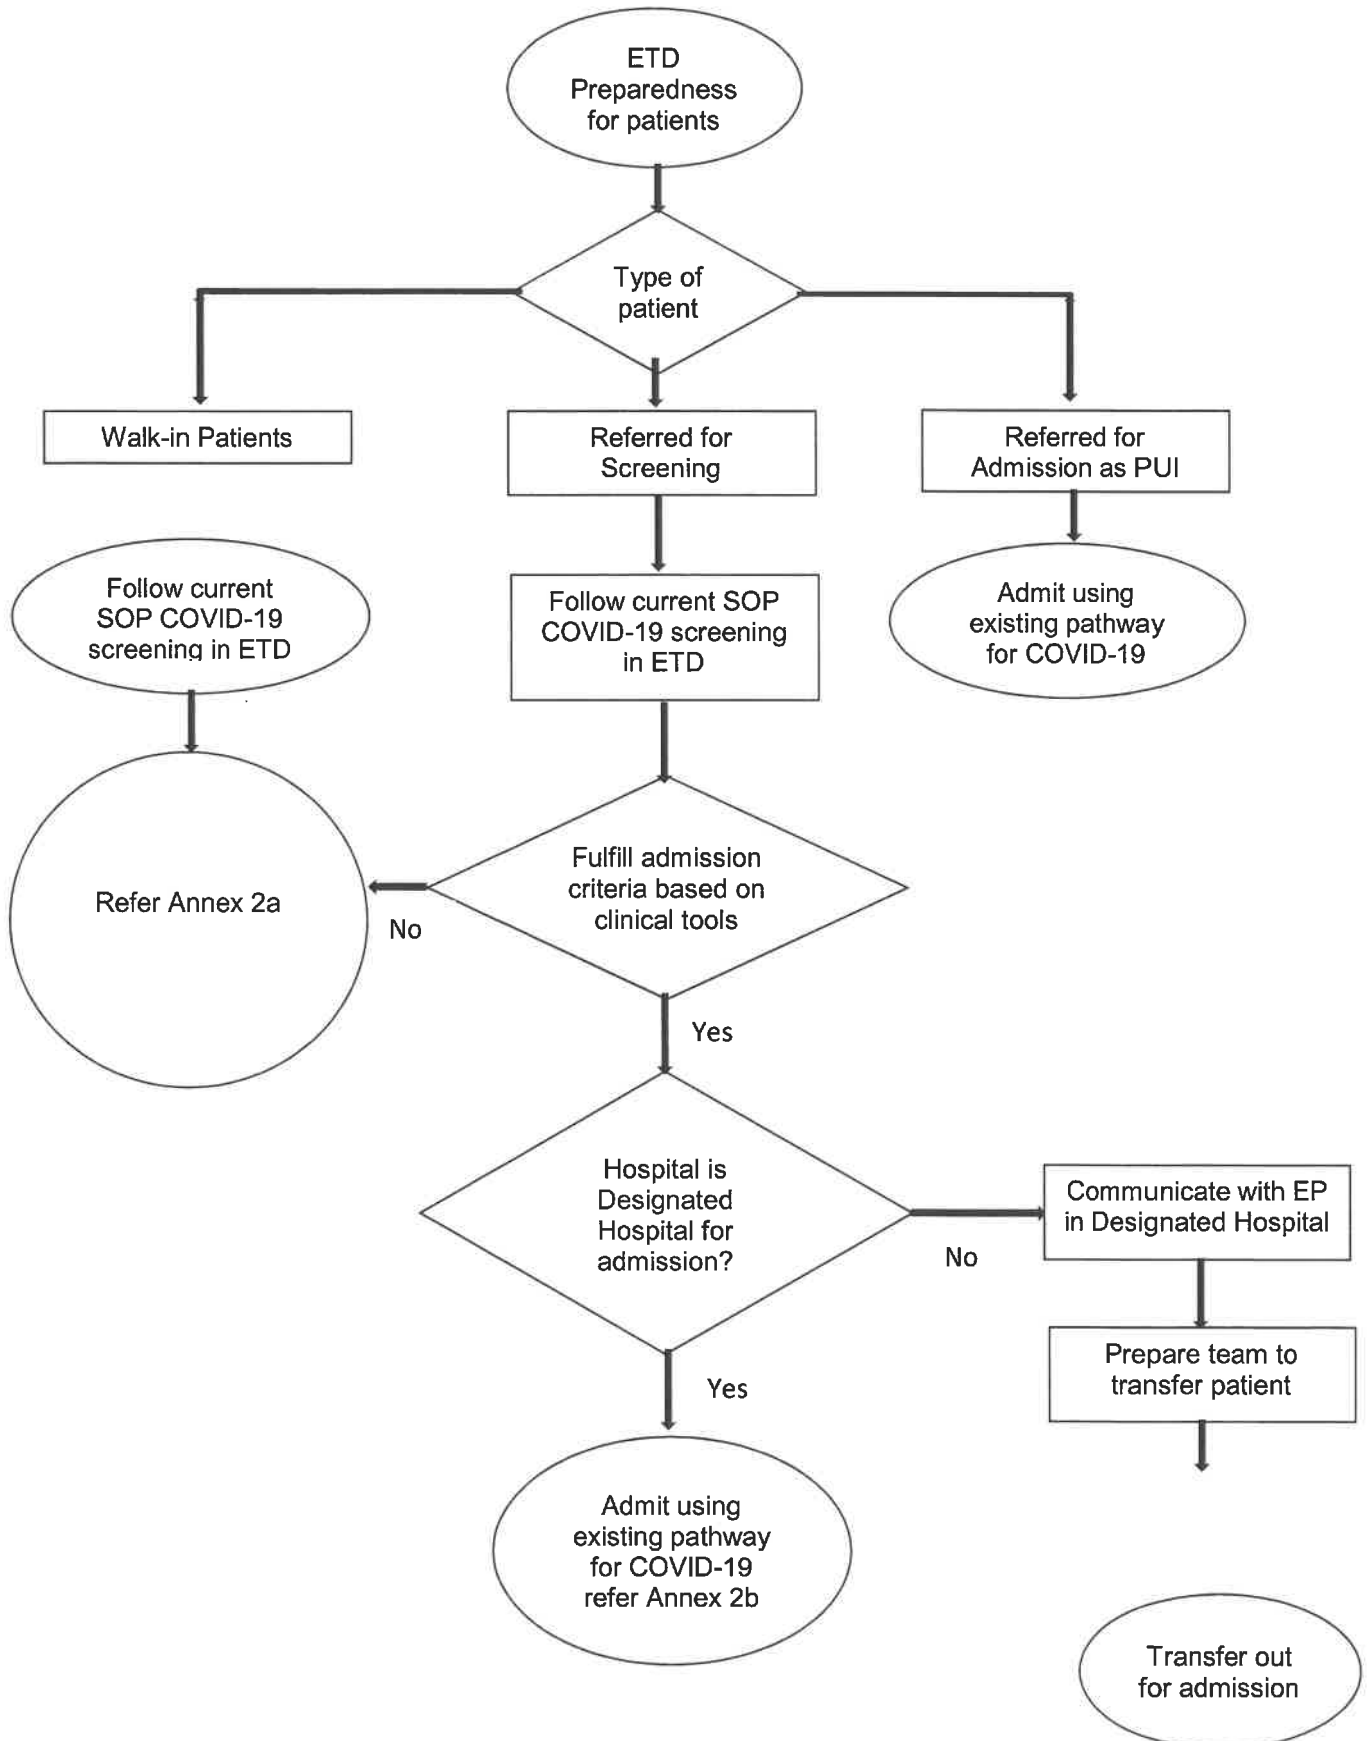 ETD
Preparedness
for patients
Type of
patient
Walk-in Patients
Referred for
Screening
Referred for
Admission as PUI
Follow current
SOP COVID-19
screening in ETD
Follow current SOP
COVID-19 screening
in ETD
Admit using
existing pathway
for COVID-19
Refer Annex 2a
No
Fulfill admission
criteria based on
clinical tools
Yes
Hospital is
Designated
Hospital for
admission?
No
Communicate with EP
in Designated Hospital
Prepare team to
transfer patient
Yes
Admit using
existing pathway
for COVID-19
refer Annex 2b
Transfer out
for admission